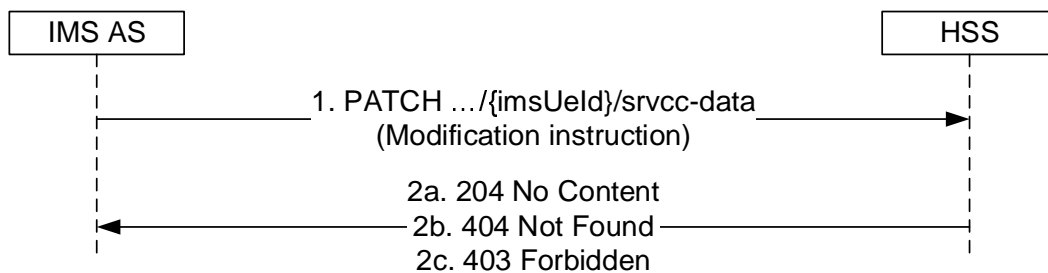 IMS AS
HSS
1. PATCH …/{imsUeId}/srvcc-data
(Modification instruction)
2a. 204 No Content
2b. 404 Not Found
2c. 403 Forbidden